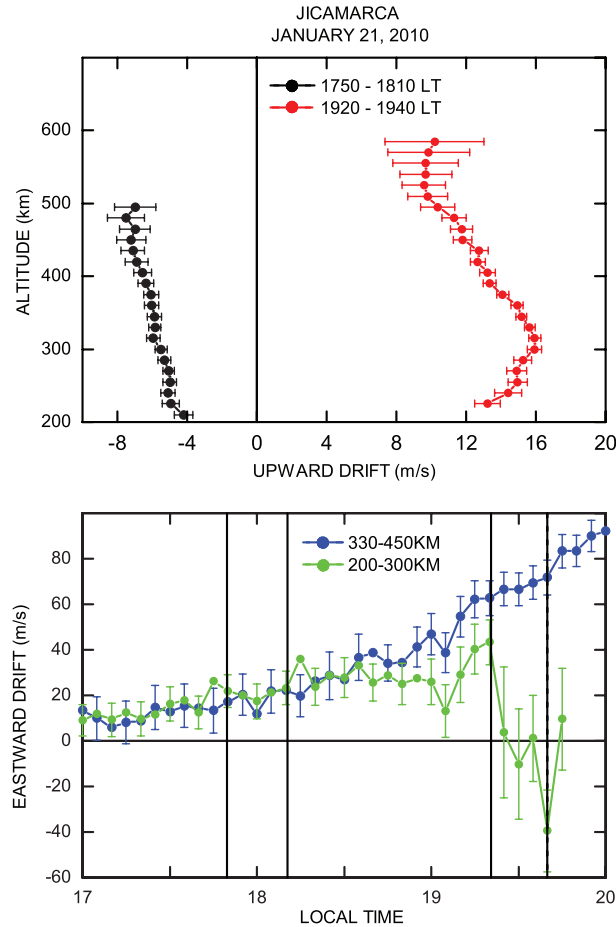 JICAMARCA
JANUARY 21, 2010
1750 - 1810 LT
1920 - 1940 LT
600
500
400
300
200
ALTITUDE (km)
-8 -4 0 4 8 12 16 20
UPWARD DRIFT (m/s)
330-450KM
200-300KM
80
60
40
20
0
-20
-40
-60
EASTWARD DRIFT (m/s)
17 18 19 20
LOCAL TIME